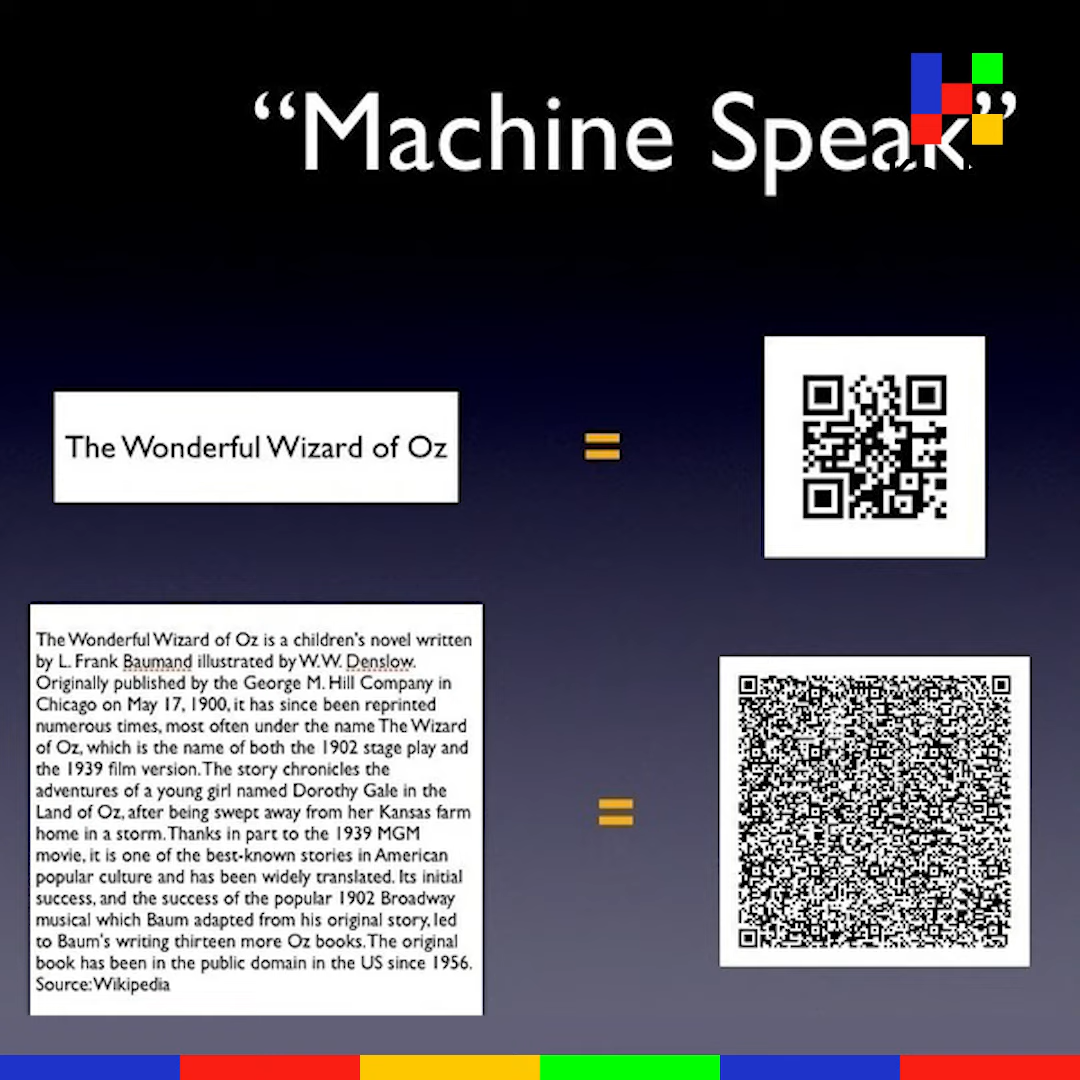 “Machine Speak”
The Wonderful Wizard of Oz
=
The Wonderful Wizard of Oz is a children's novel written
by L. Frank Baumand illustrated by W.W. Denslow.
Originally published by the George M. Hill Company in
Chicago on May 17, 1900, it has since been reprinted
numerous times, most often under the name The Wizard
of Oz, which is the name of both the 1902 stage play and
the 1939 film version. The story chronicles the
adventures of a young girl named Dorothy Gale in the
Land of Oz, after being swept away from her Kansas farm
home in a storm. Thanks in part to the 1939 MGM
movie, it is one of the best-known stories in American
popular culture and has been widely translated. Its initial
success, and the success of the popular 1902 Broadway
musical which Baum adapted from his original story, led
to Baum's writing thirteen more Oz books. The original
book has been in the public domain in the US since 1956.
Source: Wikipedia
=